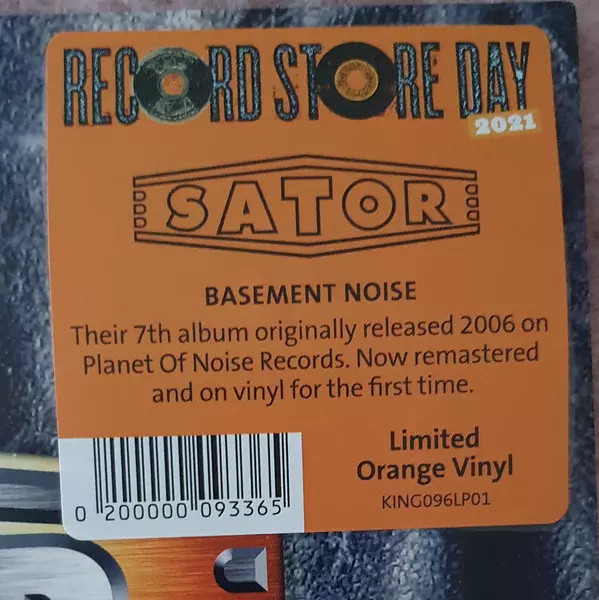 RECORD STORE DAY
2021
SATOR
BASEMENT NOISE
Their 7th album originally released 2006 on
Planet Of Noise Records. Now remastered
and on vinyl for the first time.
Limited
Orange Vinyl
KING096LP01
0 200000 093365